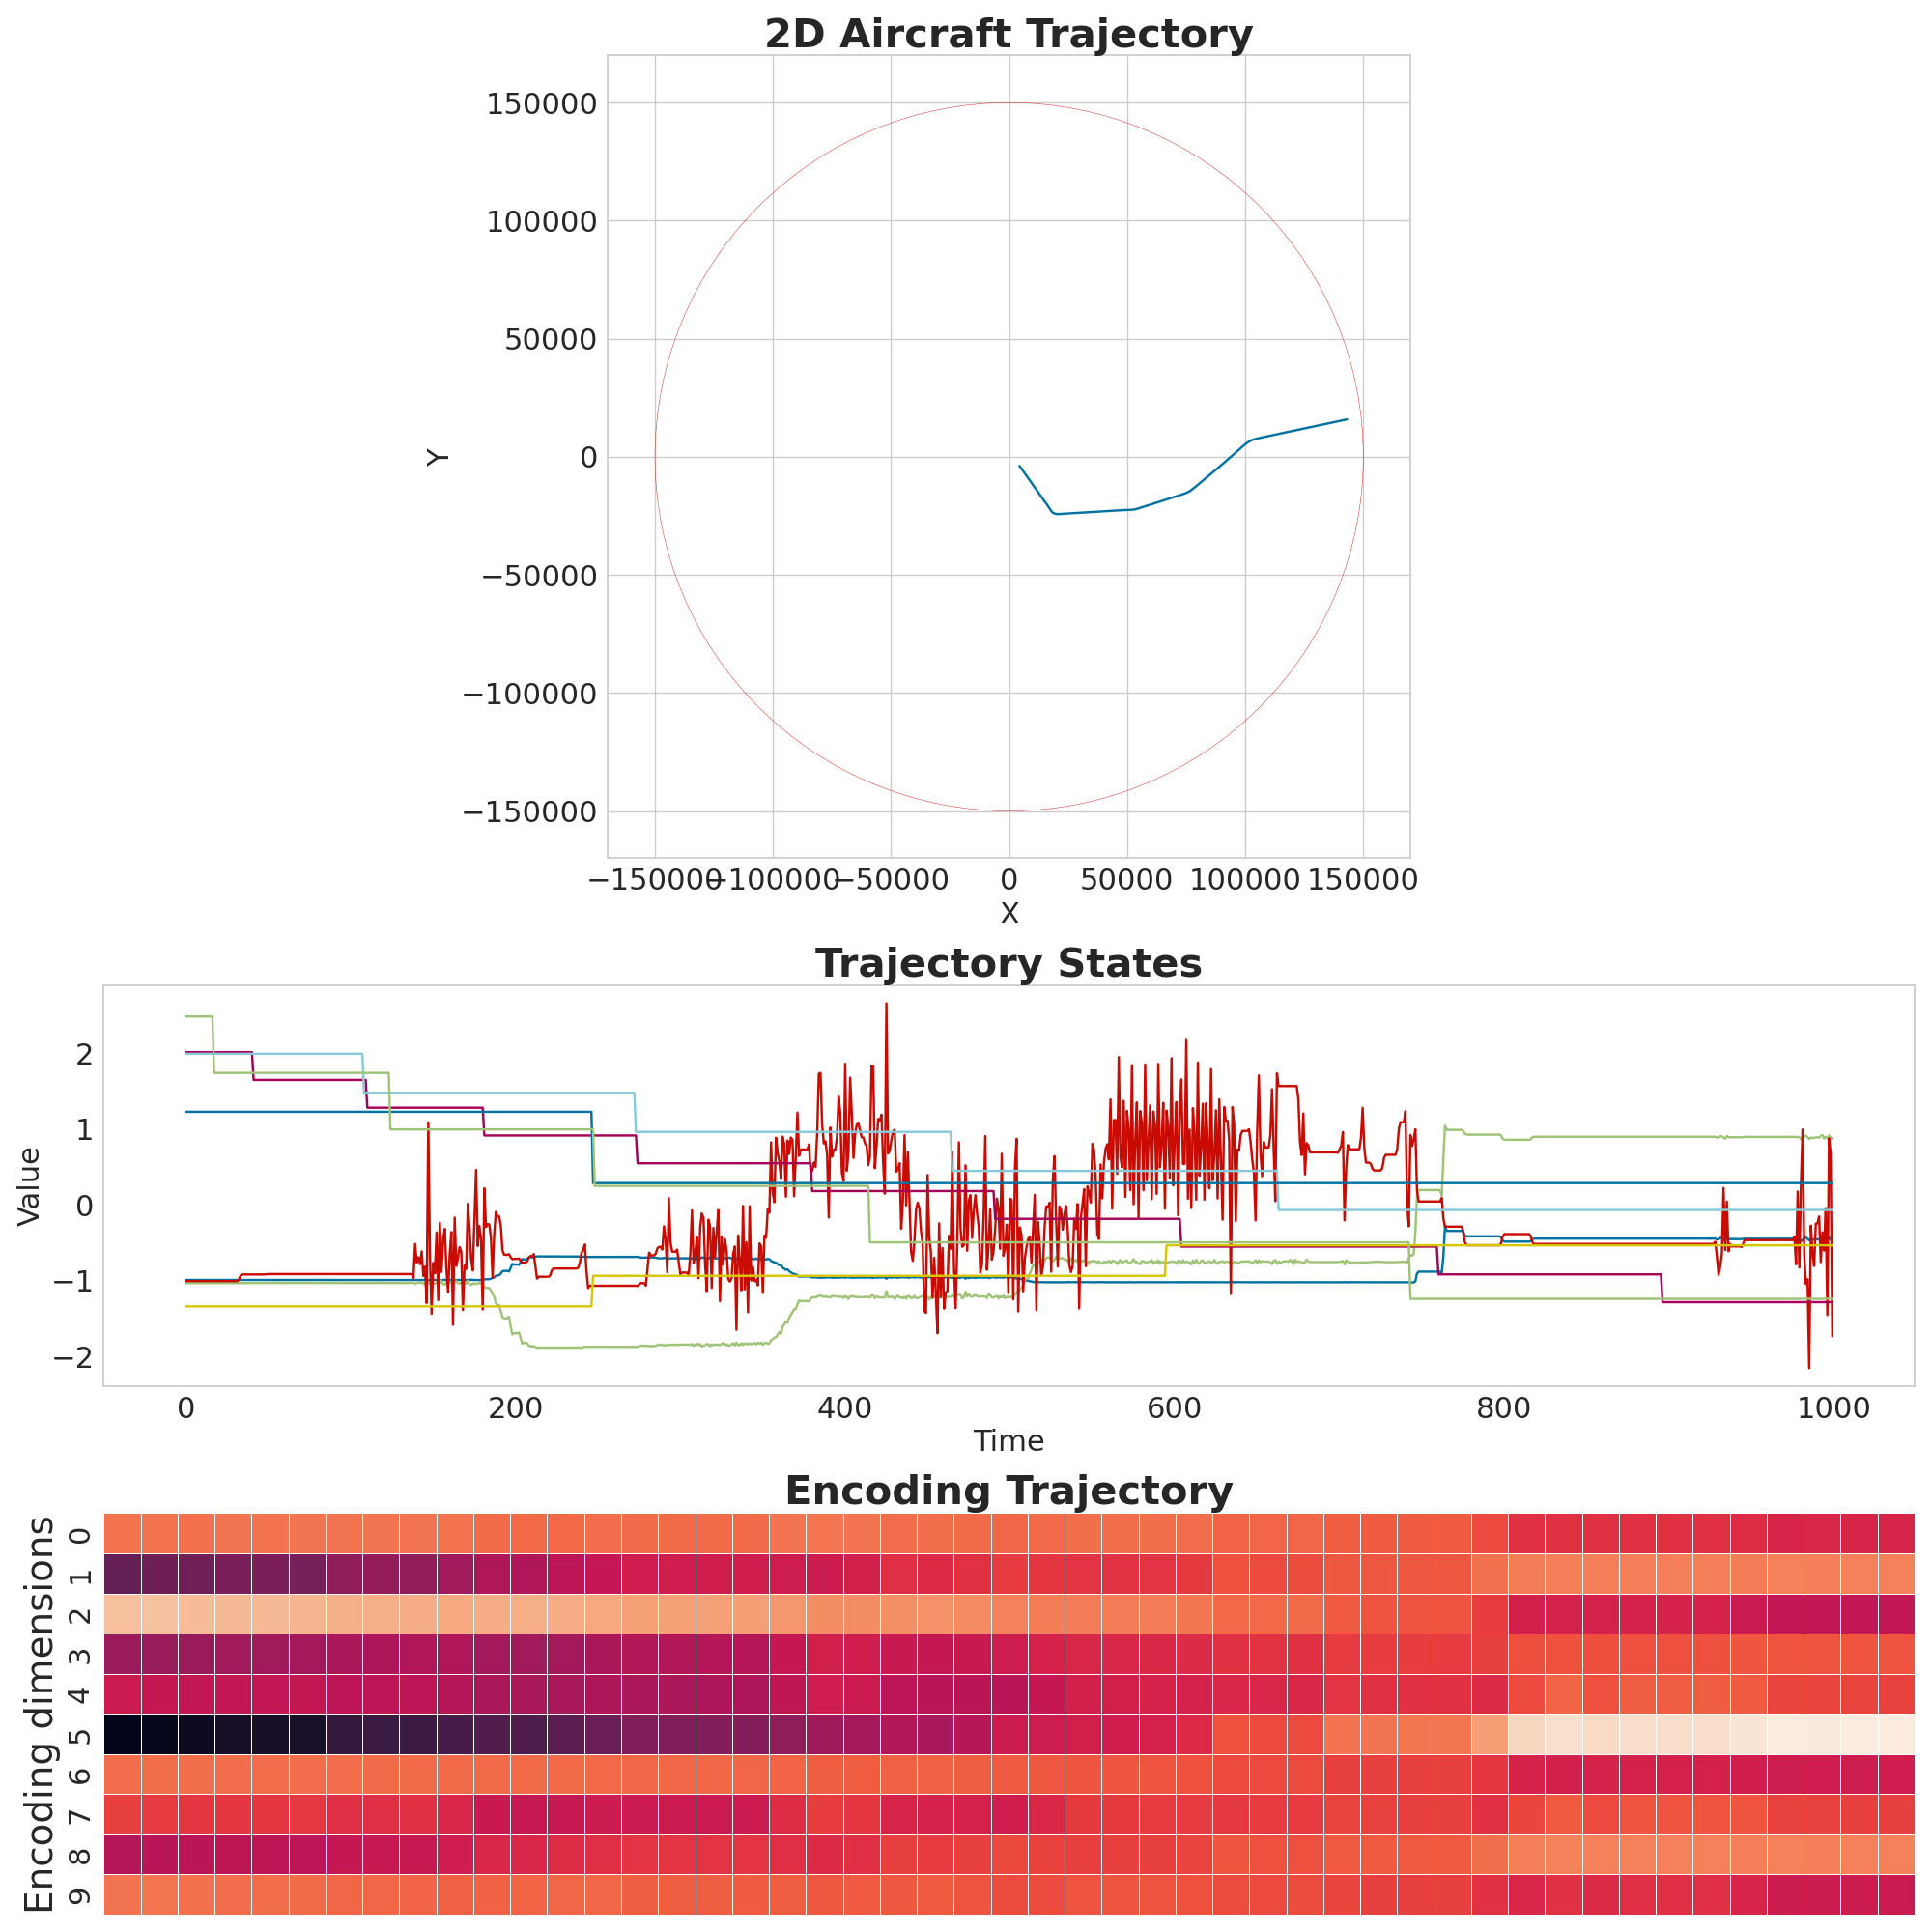 2D Aircraft Trajectory
150000
100000
50000
0
−50000
−100000
−150000
Y
−150000 −100000 −50000 0 50000 100000 150000
X
Trajectory States
2
1
0
−1
−2
Value
0 200 400 600 800 1000
Time
Encoding Trajectory
Encoding dimensions
0
1
2
3
4
5
6
7
8
9